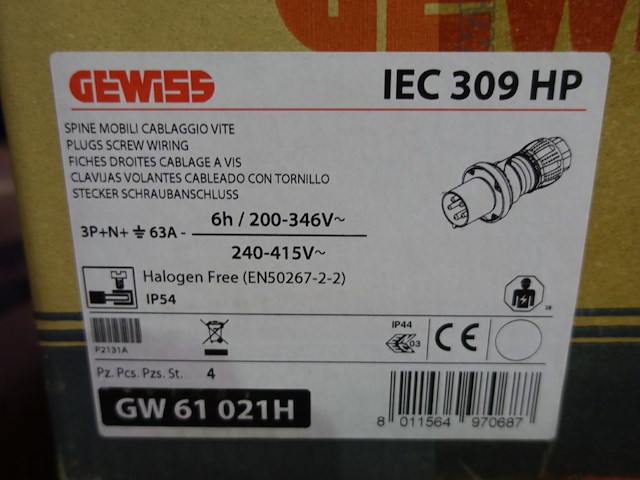 GEWISS
IEC 309 HP
SPINE MOBILI CABLAGGIO VITE
PLUGS SCREW WIRING
FICHES DROITES CABLAGE A VIS
CLAVIJAS VOLANTES CABLEADO CON TORNILLO
STECKER SCHRAUBANSCHLUSS
3P+N+⏚ 63A - 6h / 200-346V~
240-415V~
Halogen Free (EN50267-2-2)
IP54
P2131A
IP44
03
CE
Pz. Pcs. Pzs. St. 4
GW 61 021H
8 011564 970687